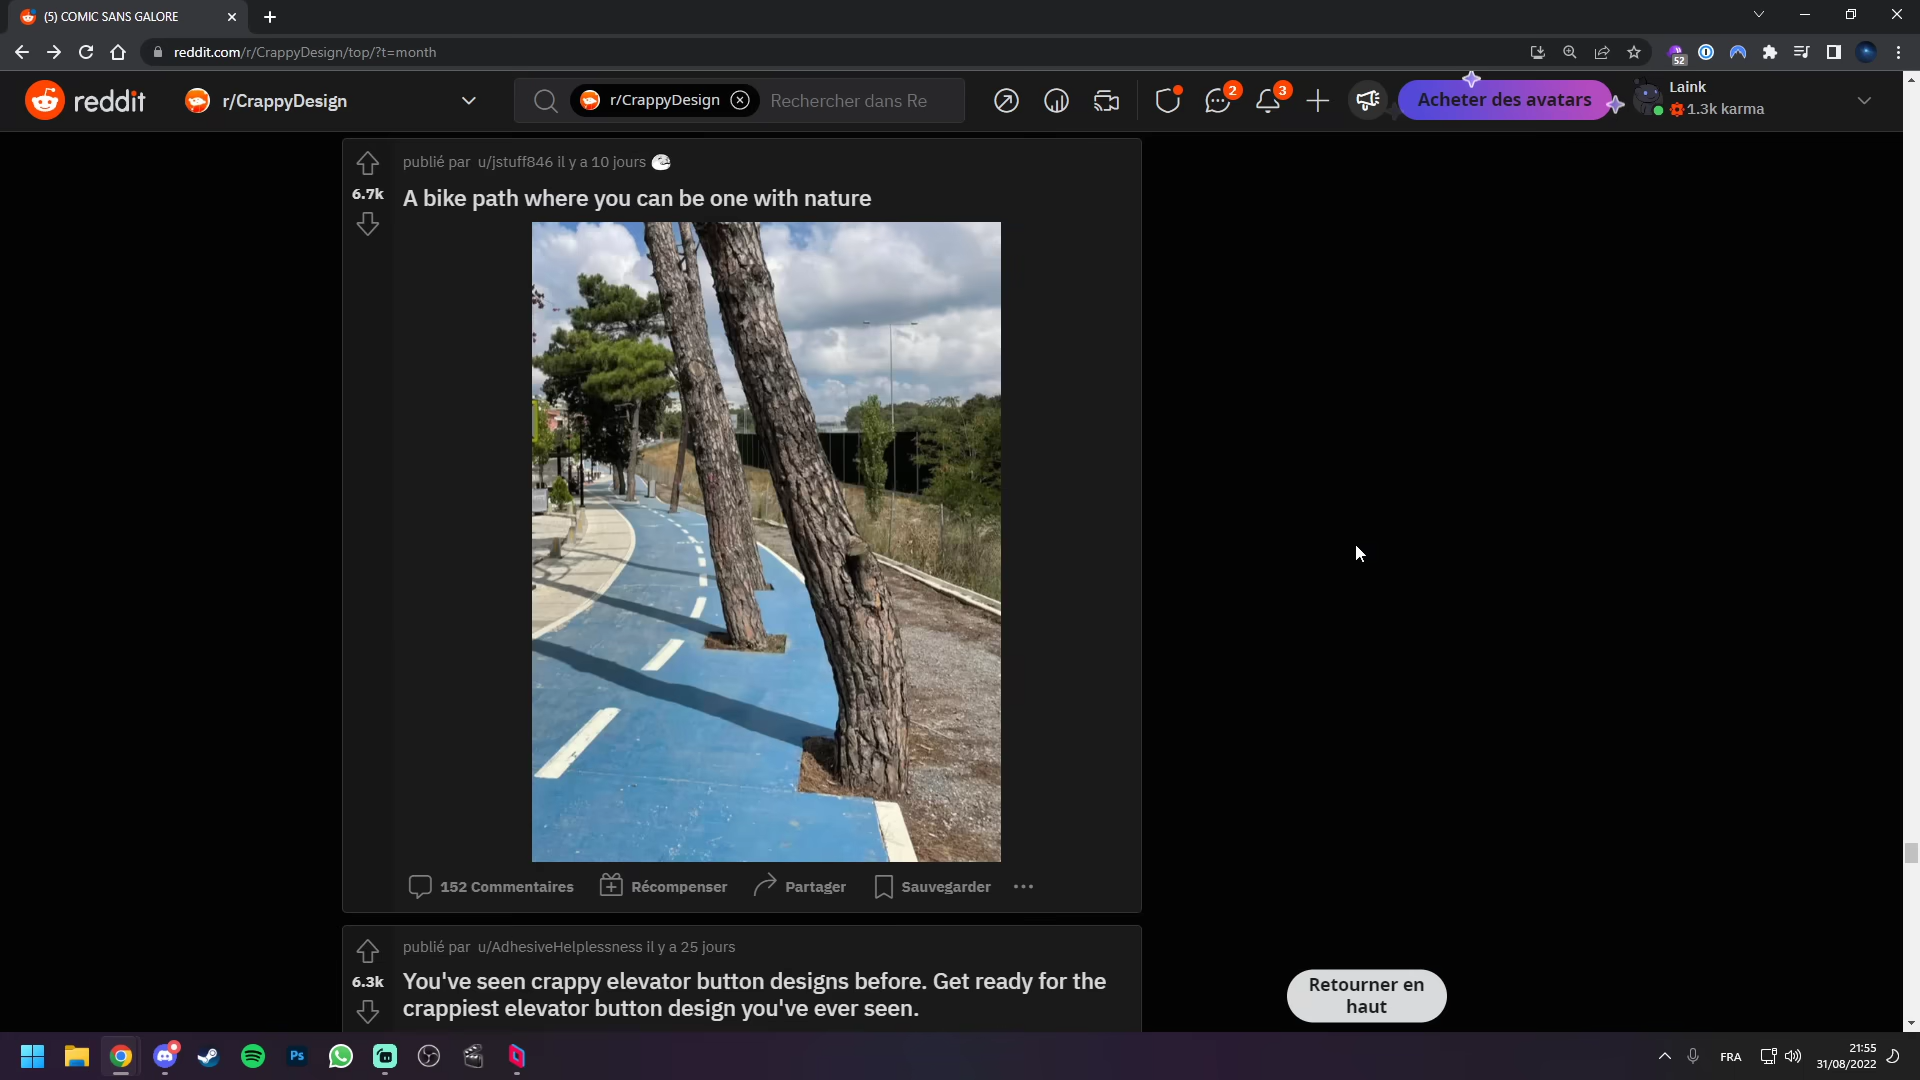 (5) COMIC SANS GALORE
reddit.com/r/CrappyDesign/top/?t=month
52
reddit
r/CrappyDesign
r/CrappyDesign
Rechercher dans Re
2
3
Acheter des avatars
Laink
1.3k karma
publié par u/jstuff846 il y a 10 jours
6.7k
A bike path where you can be one with nature
152 Commentaires
Récompenser
Partager
Sauvegarder
publié par u/AdhesiveHelplessness il y a 25 jours
6.3k
You've seen crappy elevator button designs before. Get ready for the
crappiest elevator button design you've ever seen.
Retourner en
haut
Ps
FRA
21:55
31/08/2022